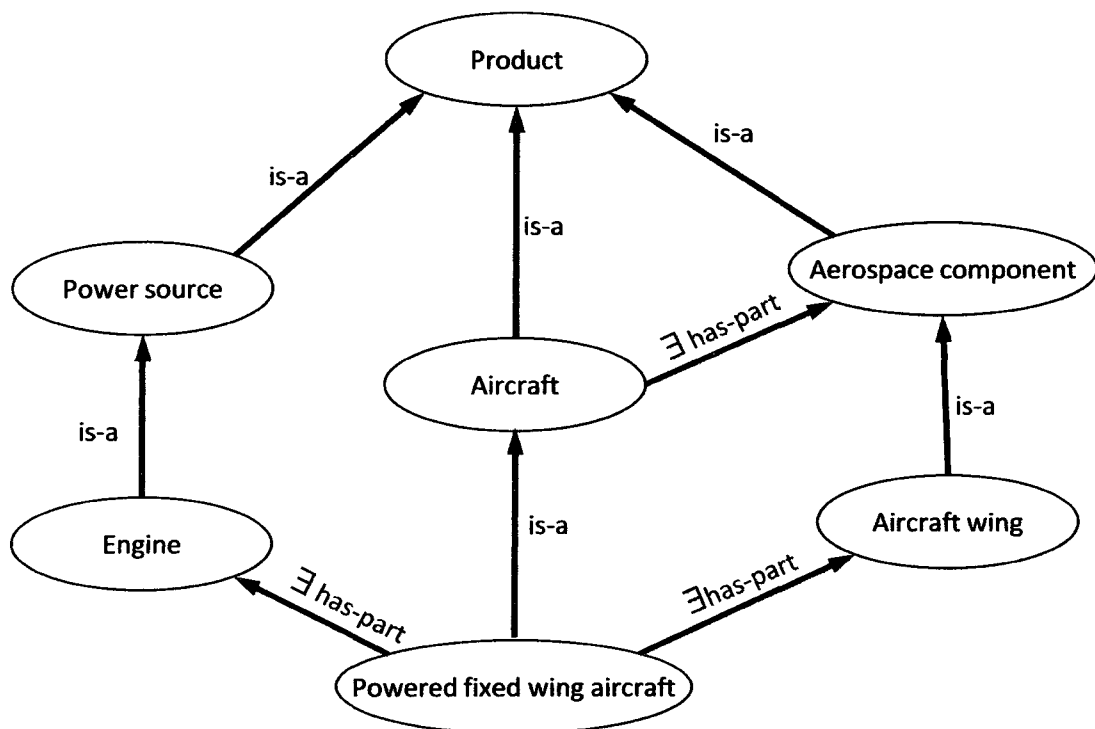 Product
is-a
is-a
is-a
Power source
Aerospace component
∃ has-part
Aircraft
is-a
is-a
Engine
Aircraft wing
is-a
∃ has-part
∃has-part
Powered fixed wing aircraft